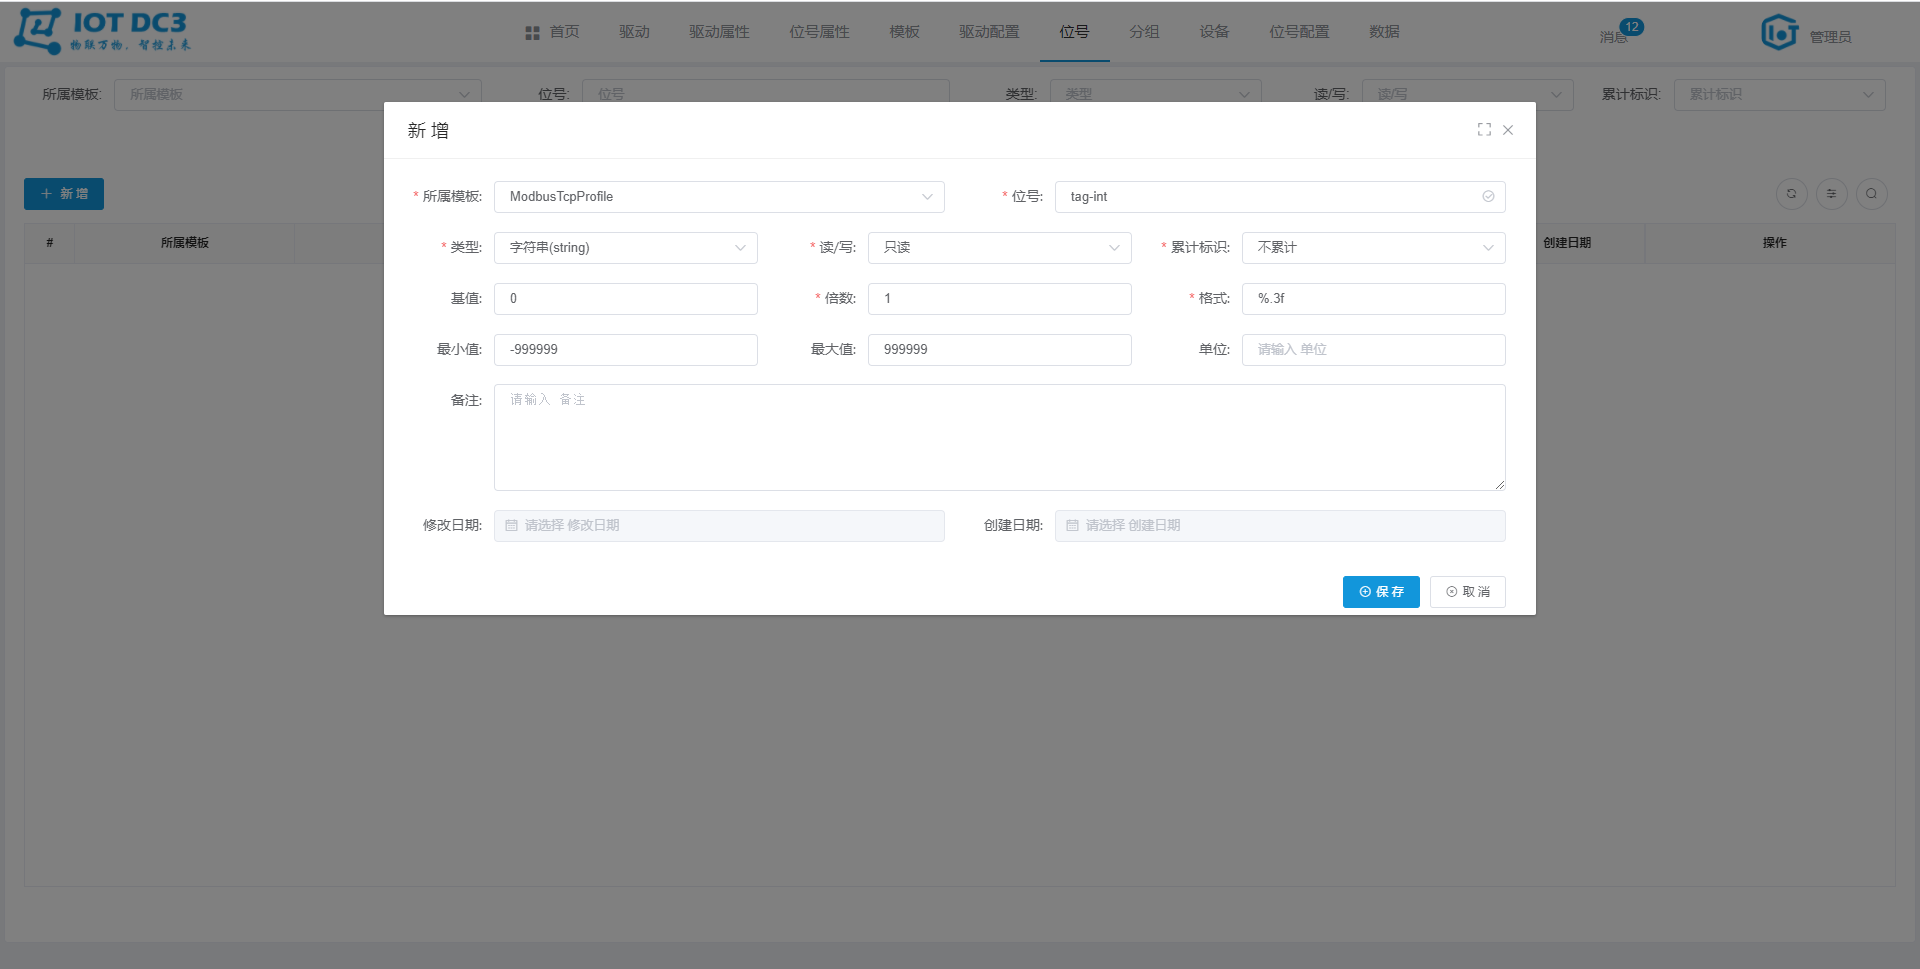 IOT DC3
物联万物，智控未来
首页 驱动 驱动属性 位号属性 模板 驱动配置 位号 分组 设备 位号配置 数据
消息 12
管理员
所属模板: 所属模板 位号: 位号 类型: 类型 读/写: 读/写 累计标识: 累计标识
新增
* 所属模板: ModbusTcpProfile * 位号: tag-int
* 类型: 字符串(string) * 读/写: 只读 * 累计标识: 不累计
基值: 0 * 倍数: 1 * 格式: %.3f
最小值: -999999 最大值: 999999 单位: 请输入 单位
备注: 请输入 备注
修改日期: 请选择 修改日期 创建日期: 请选择 创建日期
保存 取消
新增
# 所属模板 创建日期 操作